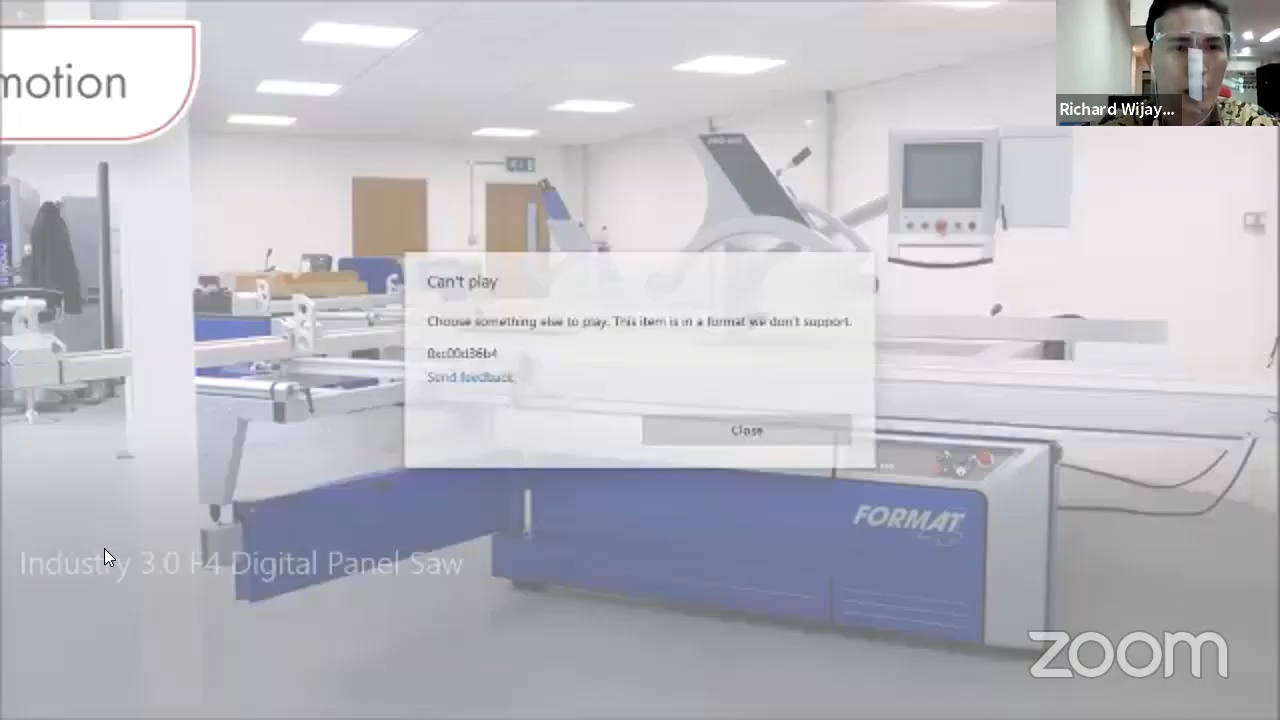 motion
Richard Wijay...
Can't play
Choose something else to play. This item is in a format we don't support.
0xc00d36b4
Send feedback
Close
FORMAT
Industry 3.0 F4 Digital Panel Saw
zoom